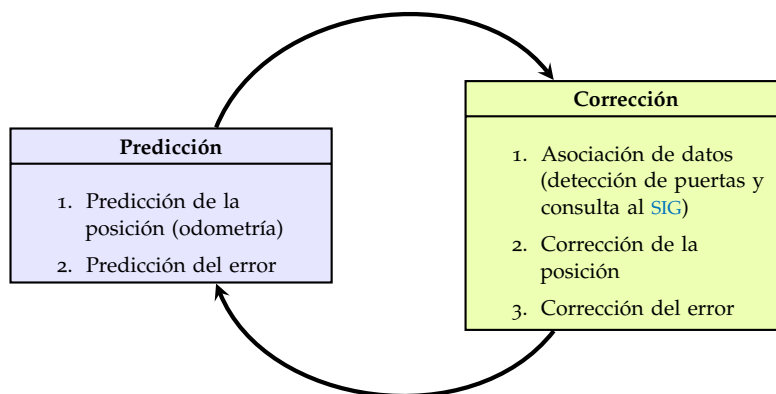 Predicción
1. Predicción de la
posición (odometría)
2. Predicción del error
Corrección
1. Asociación de datos
(detección de puertas y
consulta al SIG)
2. Corrección de la
posición
3. Corrección del error